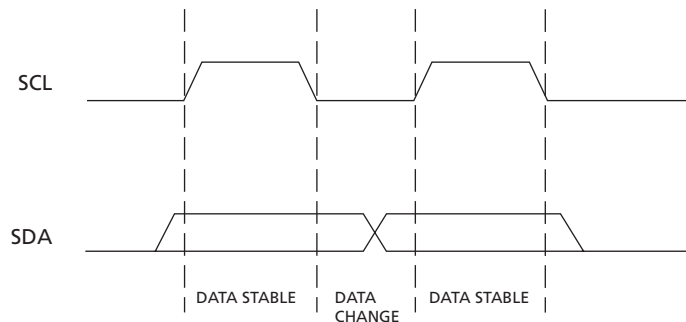 SCL
SDA
DATA STABLE
DATA
CHANGE
DATA STABLE